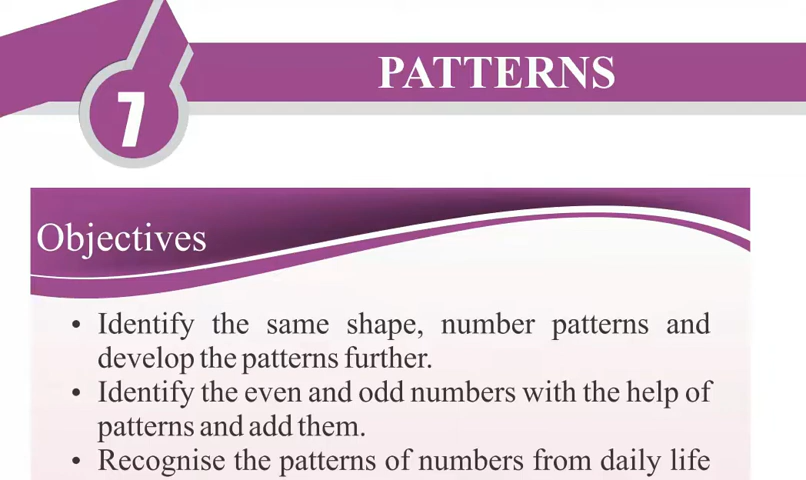 7
PATTERNS
Objectives
• Identify the same shape, number patterns and
develop the patterns further.
• Identify the even and odd numbers with the help of
patterns and add them.
• Recognise the patterns of numbers from daily life